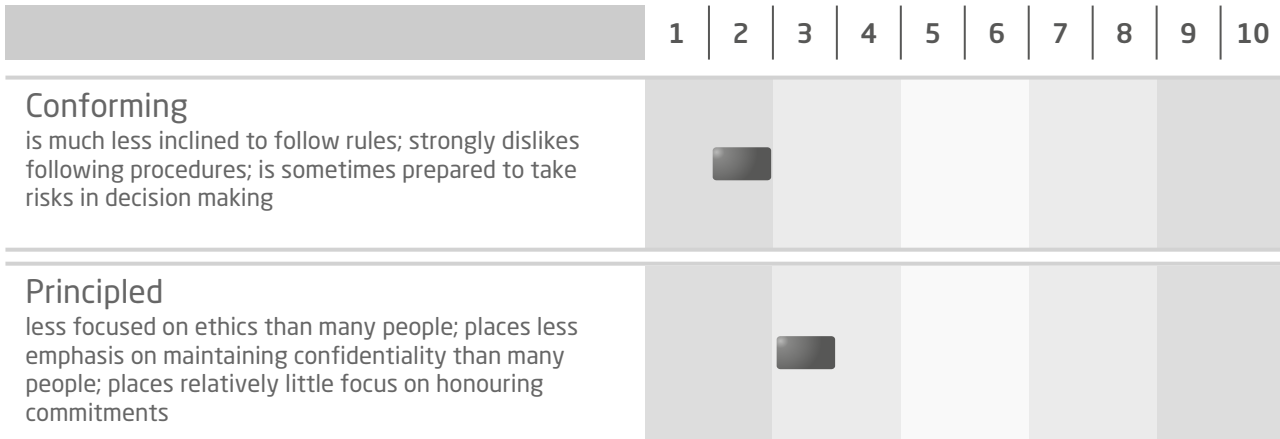 1 2 3 4 5 6 7 8 9 10
Conforming
is much less inclined to follow rules; strongly dislikes
following procedures; is sometimes prepared to take
risks in decision making
Principled
less focused on ethics than many people; places less
emphasis on maintaining confidentiality than many
people; places relatively little focus on honouring
commitments